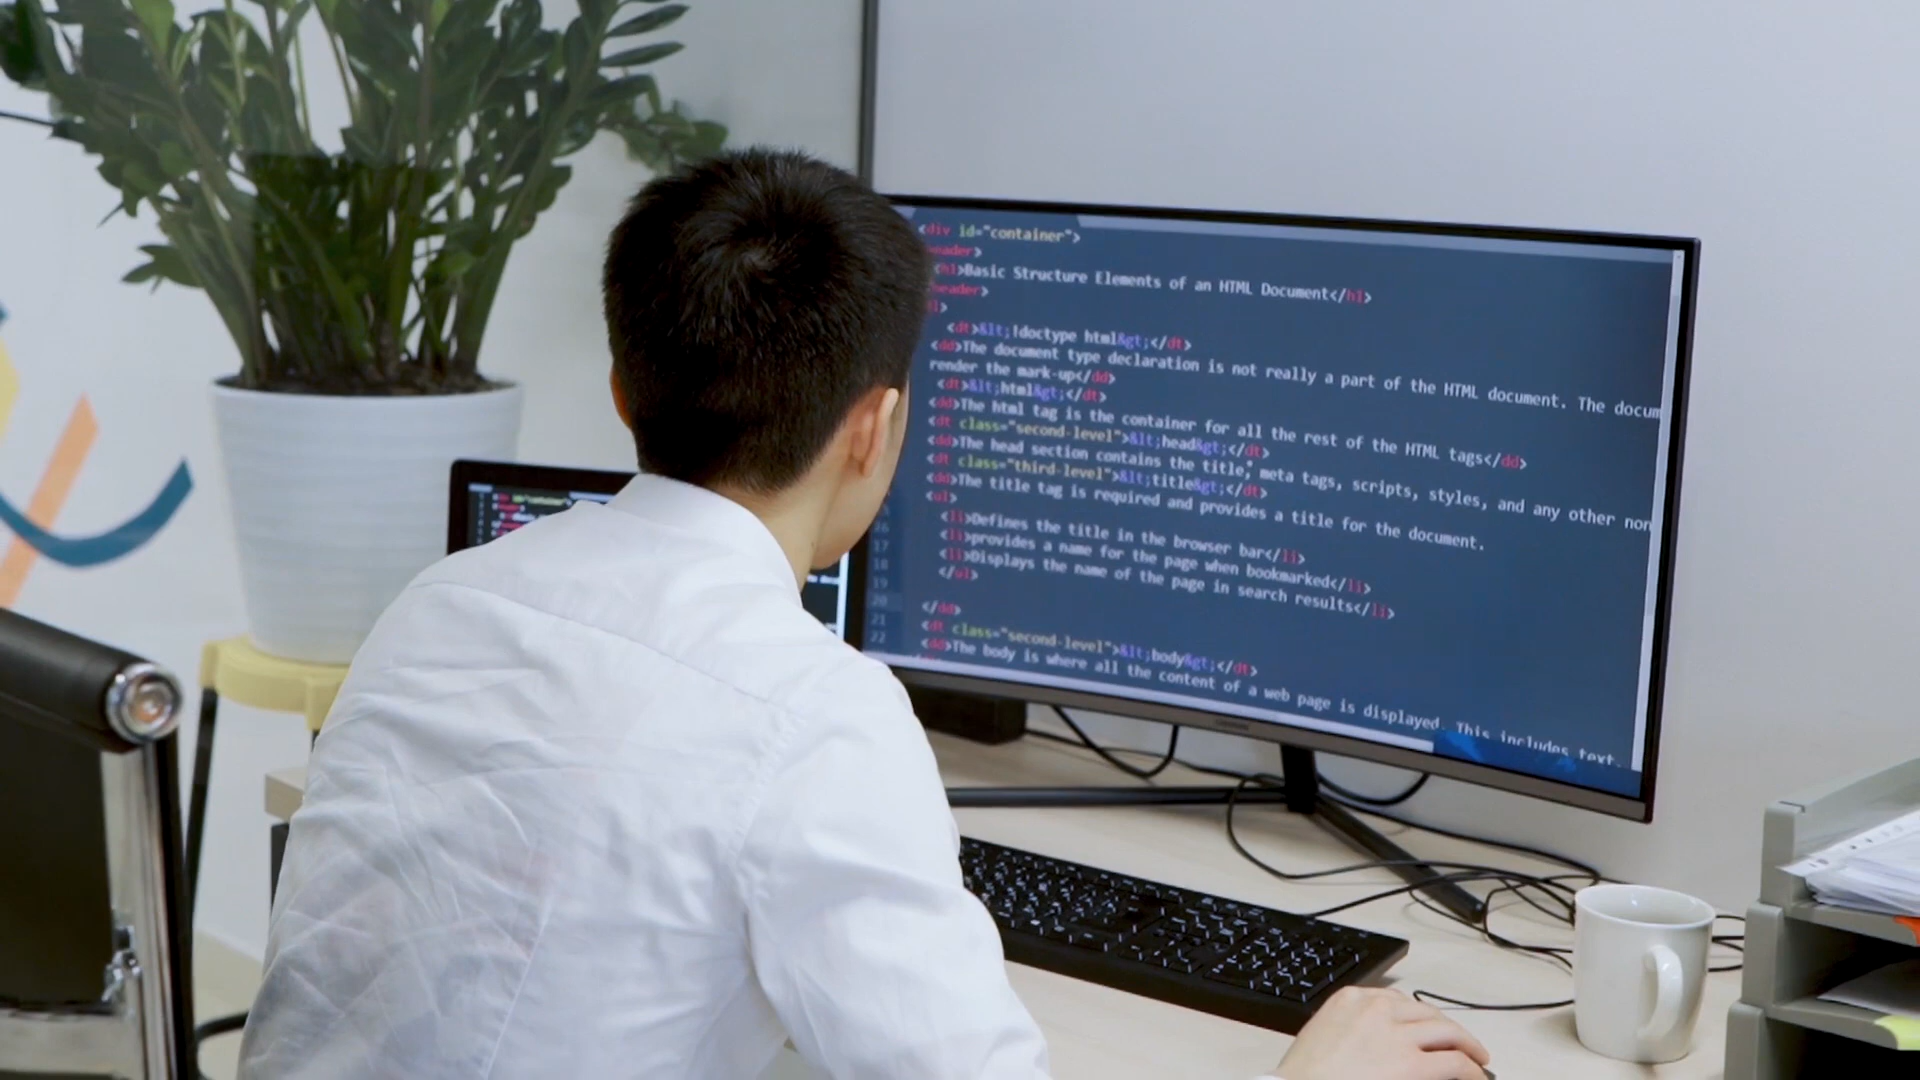 <div id="container">
header>
<h1>Basic Structure Elements of an HTML Document</h1>
header>
l>
<dt>&lt;!doctype html&gt;</dt>
<dd>The document type declaration is not really a part of the HTML document. The docum
render the mark-up</dd>
<dt>&lt;html&gt;</dt>
<dd>The html tag is the container for all the rest of the HTML tags</dd>
<dt class="second-level">&lt;head&gt;</dt>
<dd>The head section contains the title, meta tags, scripts, styles, and any other non
<dt class="third-level">&lt;title&gt;</dt>
<dd>The title tag is required and provides a title for the document.
<ul>
16 <li>Defines the title in the browser bar</li>
17 <li>provides a name for the page when bookmarked</li>
18 <li>Displays the name of the page in search results</li>
19 </ul>
20
21 </dd>
22 <dt class="second-level">&lt;body&gt;</dt>
<dd>The body is where all the content of a web page is displayed. This includes text,